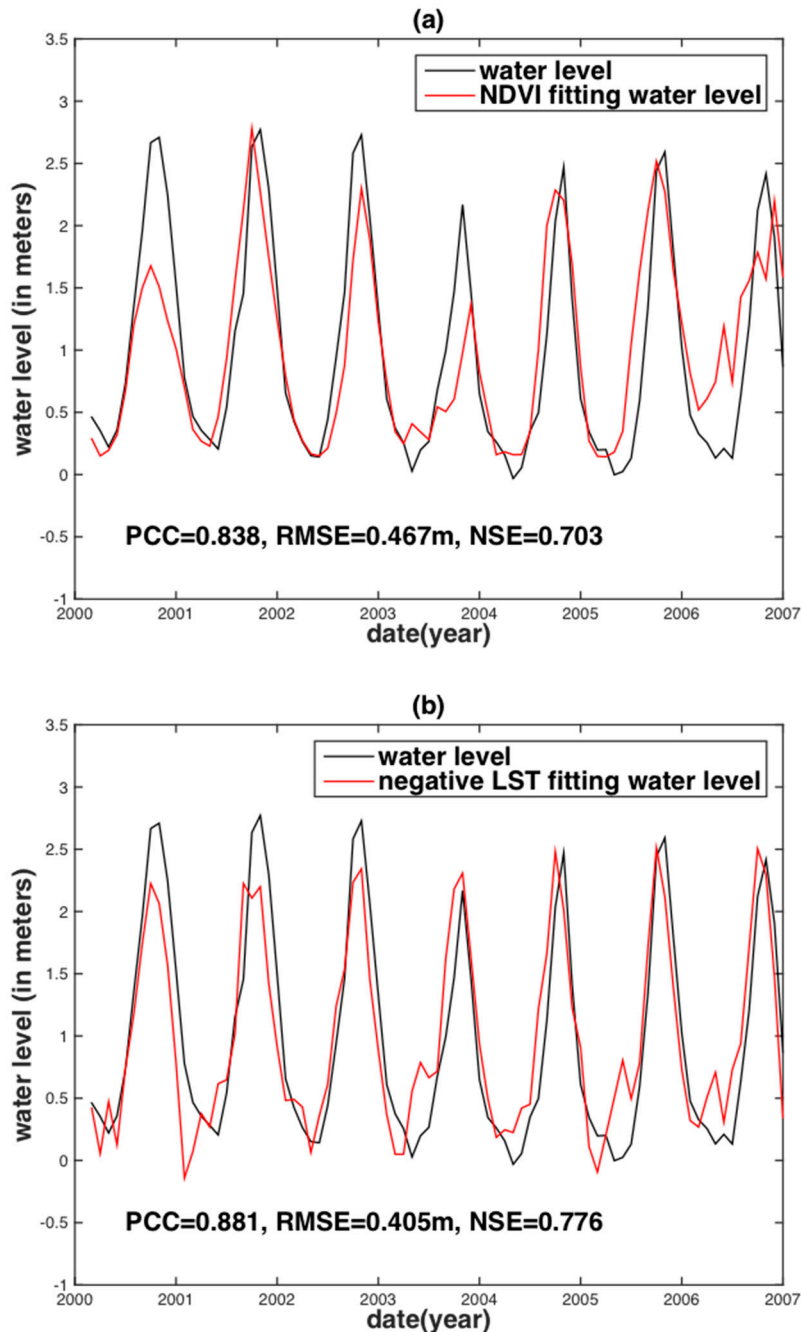 (a)
3.5
3
2.5
2
1.5
1
0.5
0
-0.5
-1
water level (in meters)
water level
NDVI fitting water level
PCC=0.838, RMSE=0.467m, NSE=0.703
2000 2001 2002 2003 2004 2005 2006 2007
date(year)
(b)
3.5
3
2.5
2
1.5
1
0.5
0
-0.5
-1
water level (in meters)
water level
negative LST fitting water level
PCC=0.881, RMSE=0.405m, NSE=0.776
2000 2001 2002 2003 2004 2005 2006 2007
date(year)